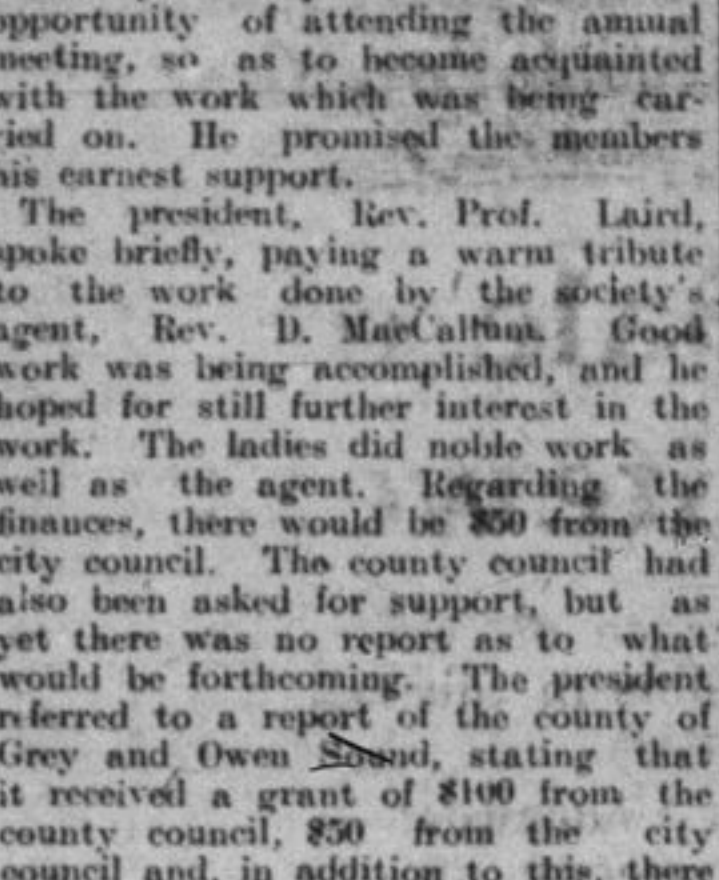 opportunity of attending the annual
meeting, so as to become acquainted
with the work which was being car-
ried on. He promised the members
his earnest support.
The president, Rev. Prof. Laird,
spoke briefly, paying a warm tribute
to the work done by the society's
agent, Rev. D. MacCallum. Good
work was being accomplished, and he
hoped for still further interest in the
work. The ladies did noble work as
well as the agent. Regarding the
finances, there would be $50 from the
city council. The county council had
also been asked for support, but as
yet there was no report as to what
would be forthcoming. The president
referred to a report of the county of
Grey and Owen Sound, stating that
it received a grant of $100 from the
county council, $50 from the city
council and, in addition to this, there